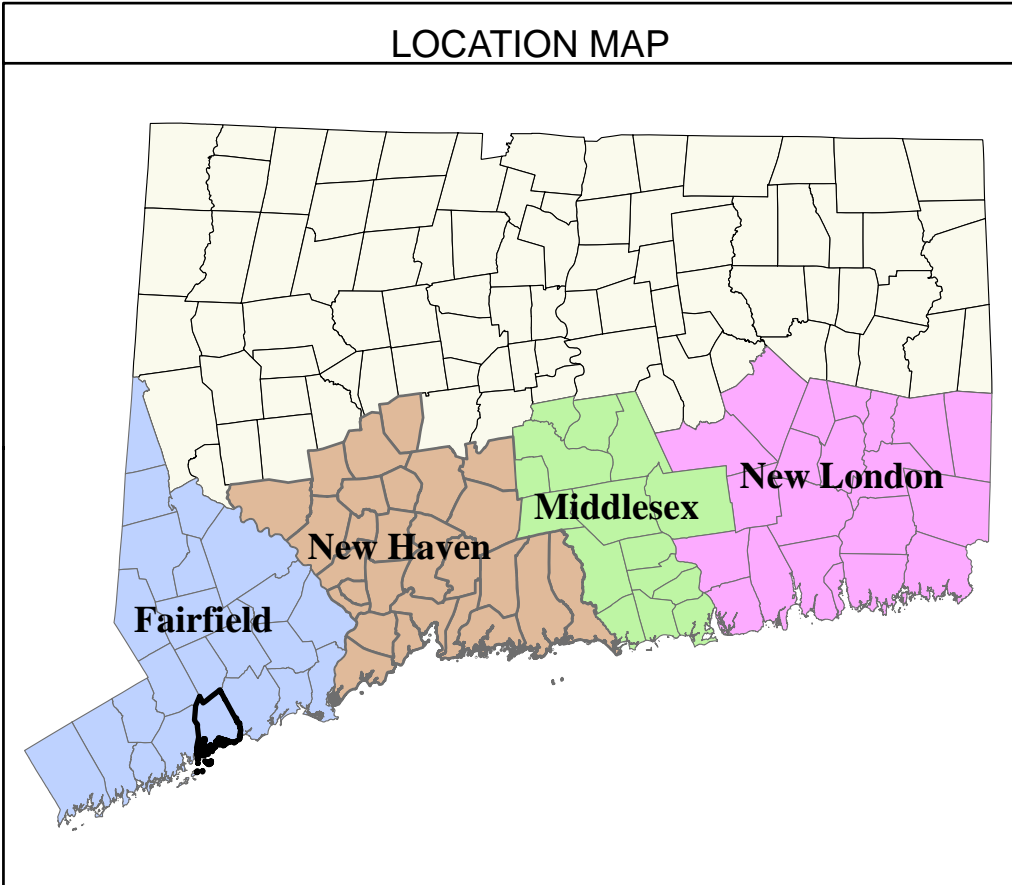 LOCATION MAP
New London
Middlesex
New Haven
Fairfield